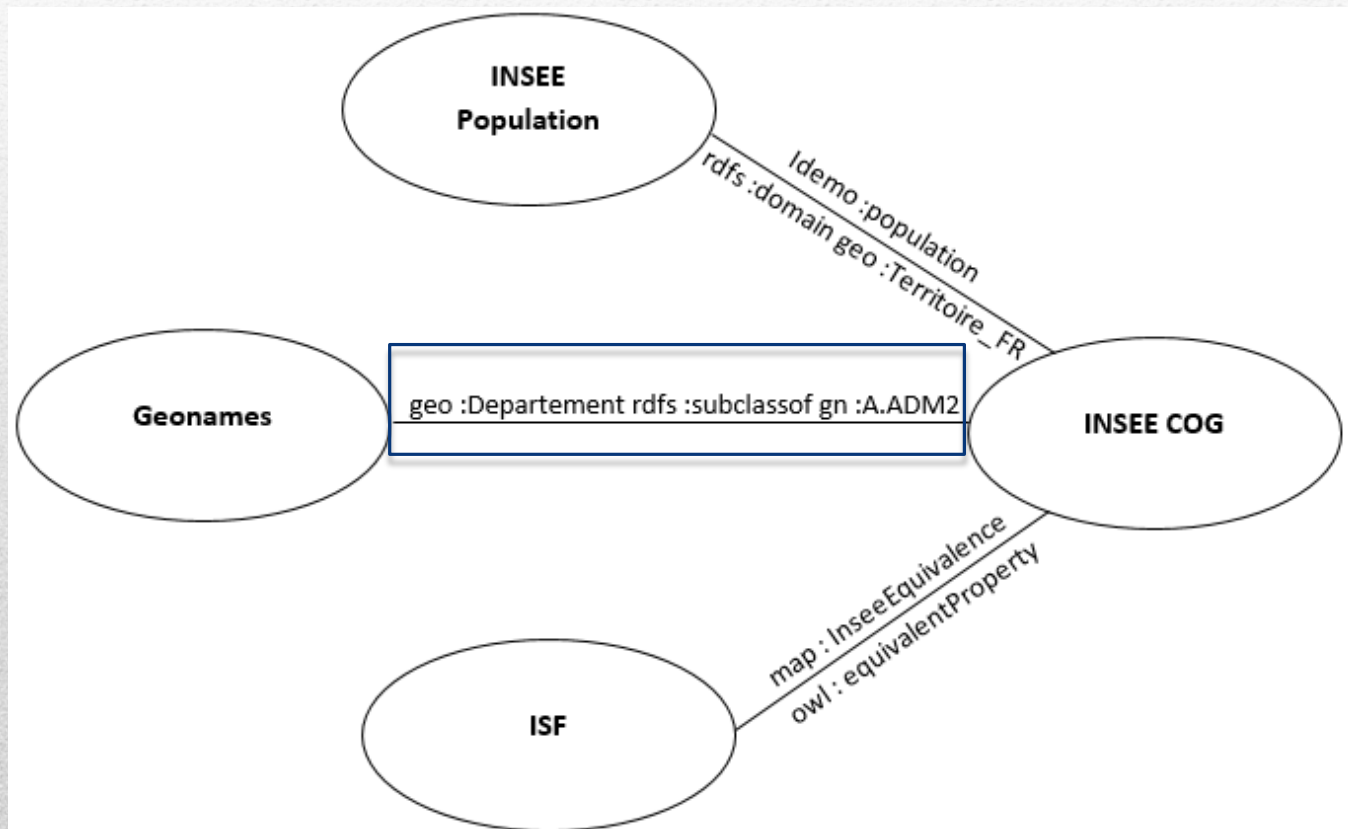 INSEE
Population
Idemo :population
rdfs :domain geo :Territoire_FR
Geonames
geo :Departement rdfs :subclassof gn :A.ADM2
INSEE COG
map : InseeEquivalence
owl : equivalentProperty
ISF